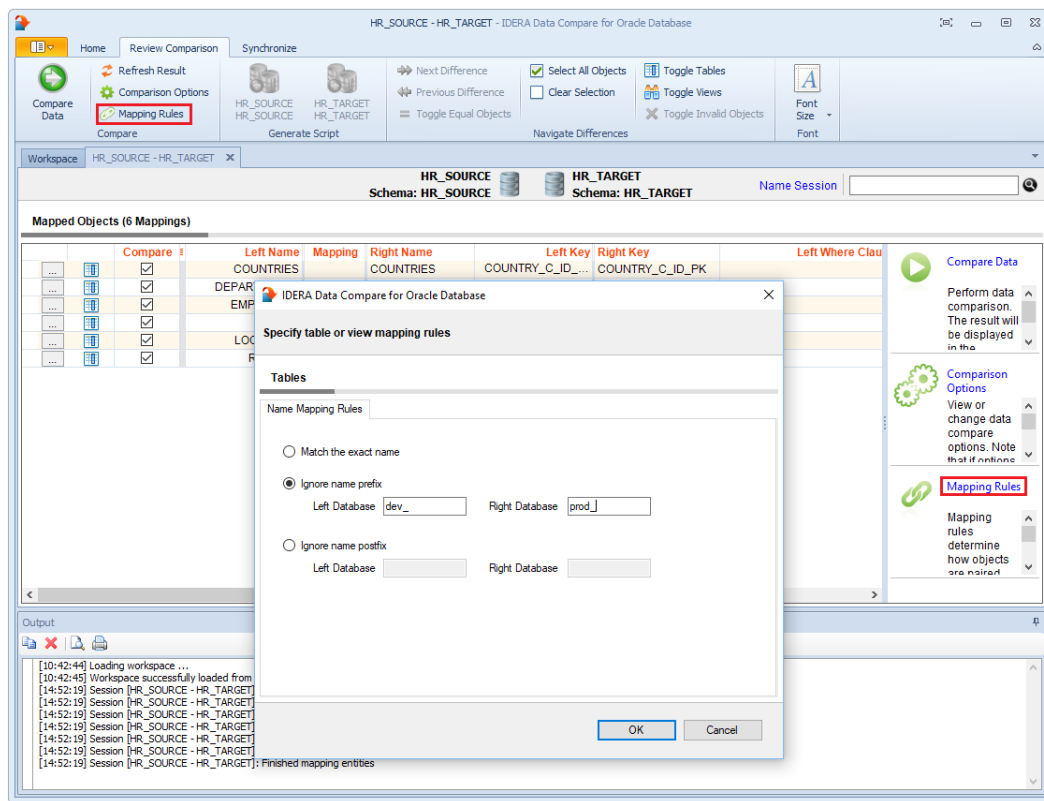 HR_SOURCE - HR_TARGET - IDERA Data Compare for Oracle Database
Home Review Comparison Synchronize
Compare Data
Refresh Result
Comparison Options
Mapping Rules
Compare
HR_SOURCE HR_SOURCE
HR_TARGET HR_TARGET
Generate Script
Next Difference
Previous Difference
Toggle Equal Objects
Select All Objects
Clear Selection
Toggle Tables
Toggle Views
Toggle Invalid Objects
Navigate Differences
Font Size
Font
Workspace HR_SOURCE - HR_TARGET
HR_SOURCE HR_TARGET
Schema: HR_SOURCE Schema: HR_TARGET
Name Session
Mapped Objects (6 Mappings)
Compare Left Name Mapping Right Name Left Key Right Key Left Where Clau
... COUNTRIES COUNTRIES COUNTRY_C_ID_... COUNTRY_C_ID_PK
... DEPAR
... EMP
...
... LOC
... R
IDERA Data Compare for Oracle Database
Specify table or view mapping rules
Tables
Name Mapping Rules
Match the exact name
Ignore name prefix
Left Database dev_ Right Database prod_
Ignore name postfix
Left Database Right Database
OK Cancel
Compare Data
Perform data
comparison.
The result will
be displayed
in the
Comparison
Options
View or
change data
compare
options. Note
that if options
Mapping Rules
Mapping
rules
determine
how objects
are paired
Output
[10:42:44] Loading workspace ...
[10:42:45] Workspace successfully loaded from
[14:52:19] Session [HR_SOURCE - HR_TARGET]
[14:52:19] Session [HR_SOURCE - HR_TARGET]
[14:52:19] Session [HR_SOURCE - HR_TARGET]
[14:52:19] Session [HR_SOURCE - HR_TARGET]
[14:52:19] Session [HR_SOURCE - HR_TARGET]
[14:52:19] Session [HR_SOURCE - HR_TARGET]
[14:52:19] Session [HR_SOURCE - HR_TARGET]: Finished mapping entities